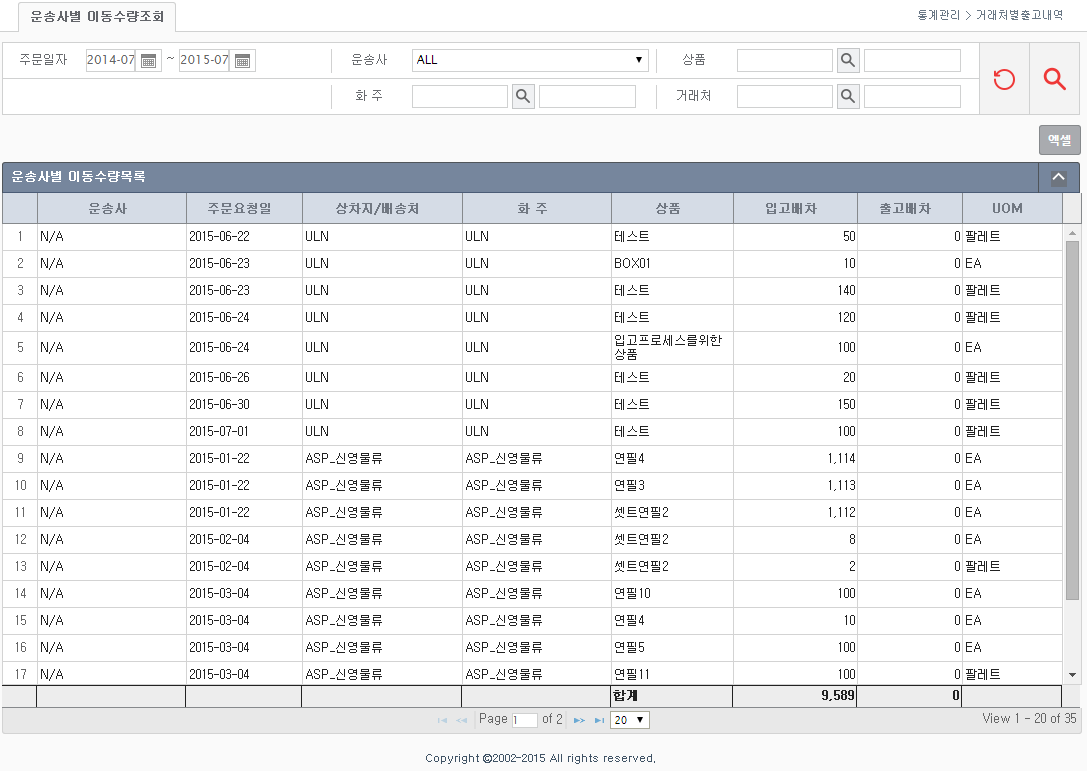 운송사별 이동수량조회
통계관리 > 거래처별출고내역
주문일자 2014-07 ~ 2015-07 운송사 ALL 상품
화 주 거래처
엑셀
운송사별 이동수량목록
운송사 주문요청일 상차지/배송처 화 주 상품 입고배차 출고배차 UOM
1 N/A 2015-06-22 ULN ULN 테스트 50 0 팔레트
2 N/A 2015-06-23 ULN ULN BOX01 10 0 EA
3 N/A 2015-06-23 ULN ULN 테스트 140 0 팔레트
4 N/A 2015-06-24 ULN ULN 테스트 120 0 팔레트
5 N/A 2015-06-24 ULN ULN 입고프로세스를위한 100 0 EA
상품
6 N/A 2015-06-26 ULN ULN 테스트 20 0 팔레트
7 N/A 2015-06-30 ULN ULN 테스트 150 0 팔레트
8 N/A 2015-07-01 ULN ULN 테스트 100 0 팔레트
9 N/A 2015-01-22 ASP_신영물류 ASP_신영물류 연필4 1,114 0 EA
10 N/A 2015-01-22 ASP_신영물류 ASP_신영물류 연필3 1,113 0 EA
11 N/A 2015-01-22 ASP_신영물류 ASP_신영물류 셋트연필2 1,112 0 EA
12 N/A 2015-02-04 ASP_신영물류 ASP_신영물류 셋트연필2 8 0 EA
13 N/A 2015-02-04 ASP_신영물류 ASP_신영물류 셋트연필2 2 0 팔레트
14 N/A 2015-03-04 ASP_신영물류 ASP_신영물류 연필10 100 0 EA
15 N/A 2015-03-04 ASP_신영물류 ASP_신영물류 연필4 10 0 EA
16 N/A 2015-03-04 ASP_신영물류 ASP_신영물류 연필5 100 0 EA
17 N/A 2015-03-04 ASP_신영물류 ASP_신영물류 연필11 100 0 팔레트
합계 9,589 0
Page 1 of 2 20 View 1 - 20 of 35
Copyright ©2002-2015 All rights reserved.